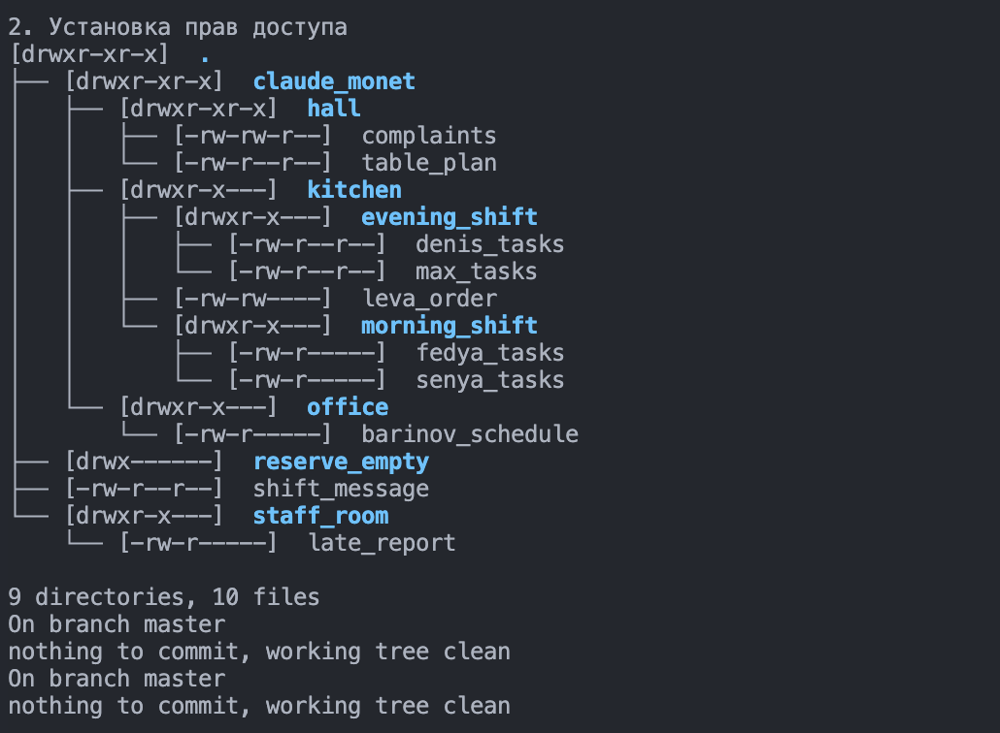 2. Установка прав доступа
[drwxr-xr-x]  .
├── [drwxr-xr-x]  claude_monet
│   ├── [drwxr-xr-x]  hall
│   │   ├── [-rw-rw-r--]  complaints
│   │   └── [-rw-r--r--]  table_plan
│   ├── [drwxr-x---]  kitchen
│   │   ├── [drwxr-x---]  evening_shift
│   │   │   ├── [-rw-r--r--]  denis_tasks
│   │   │   └── [-rw-r--r--]  max_tasks
│   │   ├── [-rw-rw----]  leva_order
│   │   └── [drwxr-x---]  morning_shift
│   │       ├── [-rw-r-----]  fedya_tasks
│   │       └── [-rw-r-----]  senya_tasks
│   └── [drwxr-x---]  office
│       └── [-rw-r-----]  barinov_schedule
├── [drwx------]  reserve_empty
├── [-rw-r--r--]  shift_message
└── [drwxr-x---]  staff_room
    └── [-rw-r-----]  late_report

9 directories, 10 files
On branch master
nothing to commit, working tree clean
On branch master
nothing to commit, working tree clean